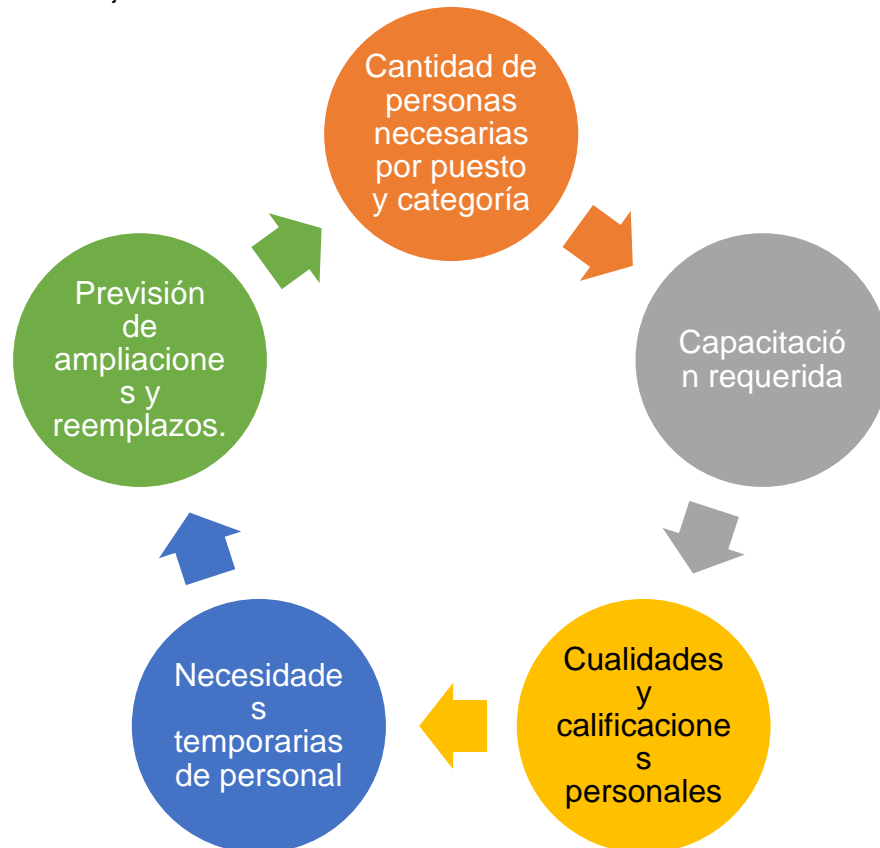 Cantidad de
personas
necesarias
por puesto
y categoría
Capacitació
n requerida
Cualidades
y
calificacione
s
personales
Necesidade
s
temporarias
de personal
Previsión
de
ampliacione
s y
reemplazos.